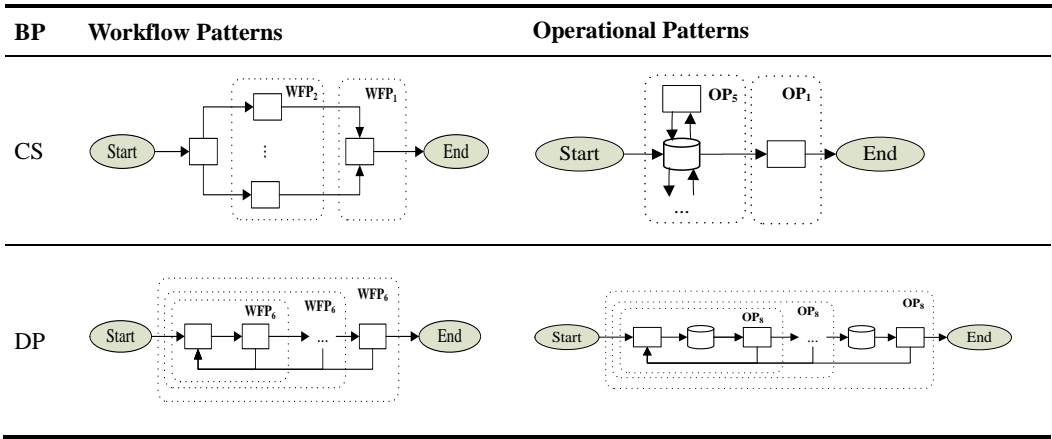 BP Workflow Patterns Operational Patterns
CS
Start
WFP2
⋮
WFP1
End
Start
OP5
...
OP1
End
DP
Start
WFP6
WFP6
WFP6
...
End
Start
OP8
OP8
OP8
...
End